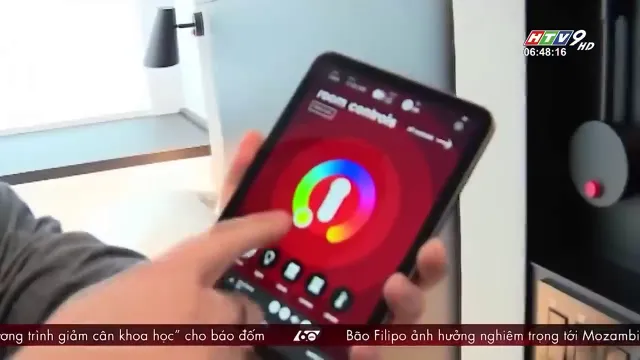 HTV9 HD
06:48:16
room controls
ương trình giảm cân khoa học” cho báo đốm
Bão Filipo ảnh hưởng nghiêm trọng tới Mozambi